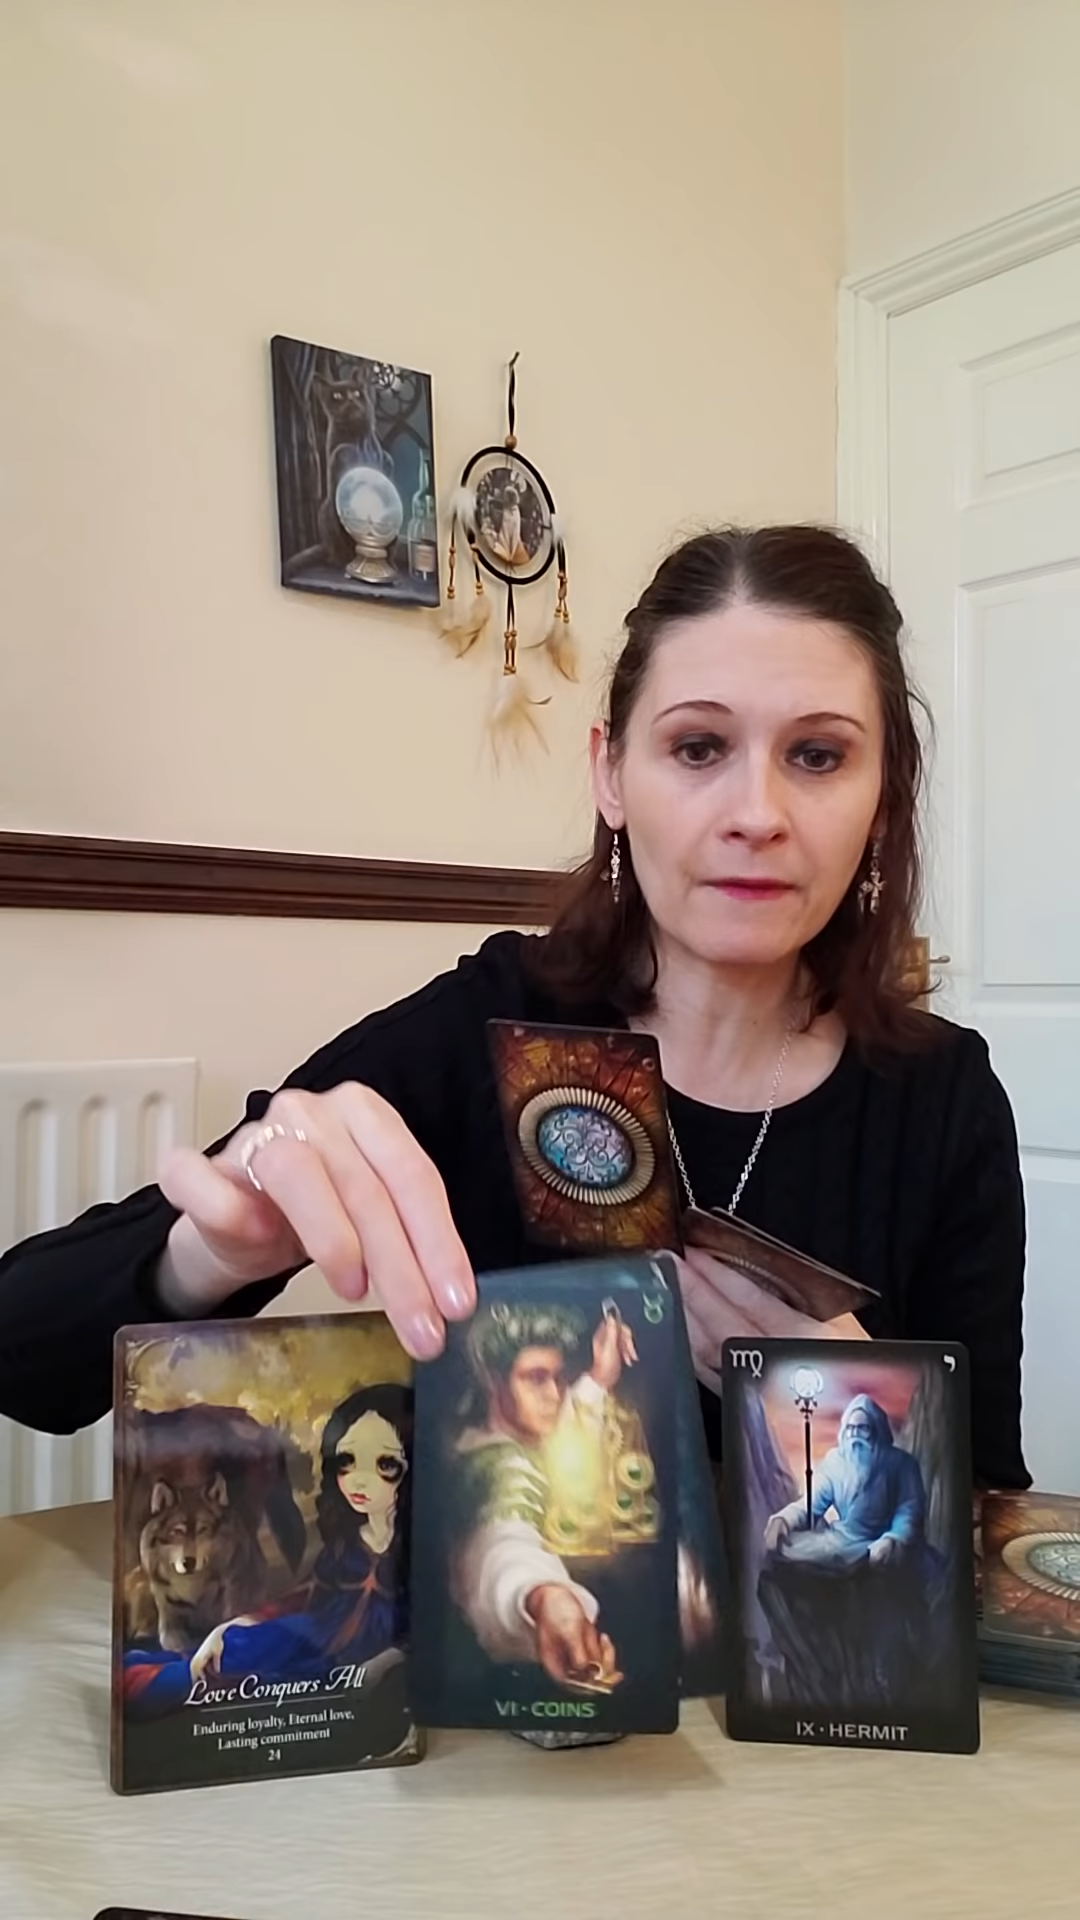 Love Conquers All
Enduring loyalty, Eternal love,
Lasting commitment
24
VI · COINS
IX · HERMIT